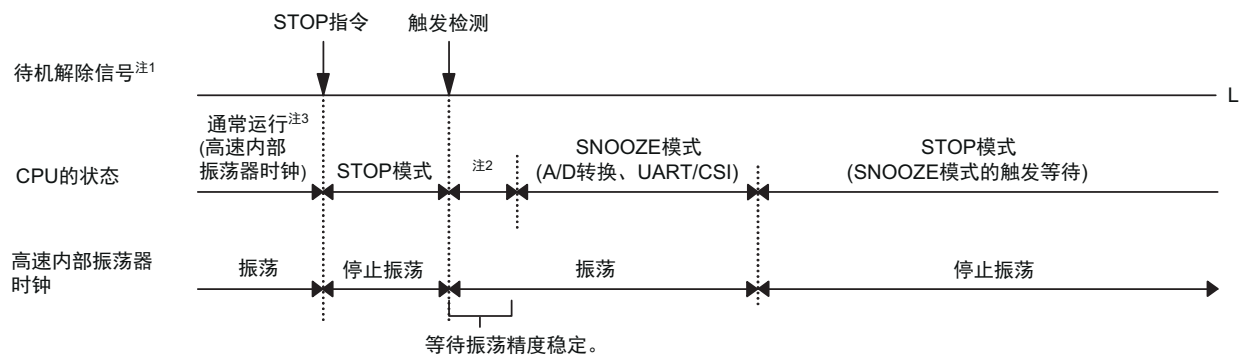 STOP指令
触发检测
待机解除信号注1
L
通常运行注3
(高速内部
振荡器时钟)
STOP模式
注2
SNOOZE模式
(A/D转换、UART/CSI)
STOP模式
(SNOOZE模式的触发等待)
CPU的状态
高速内部振荡器
时钟
振荡
停止振荡
振荡
停止振荡
等待振荡精度稳定。